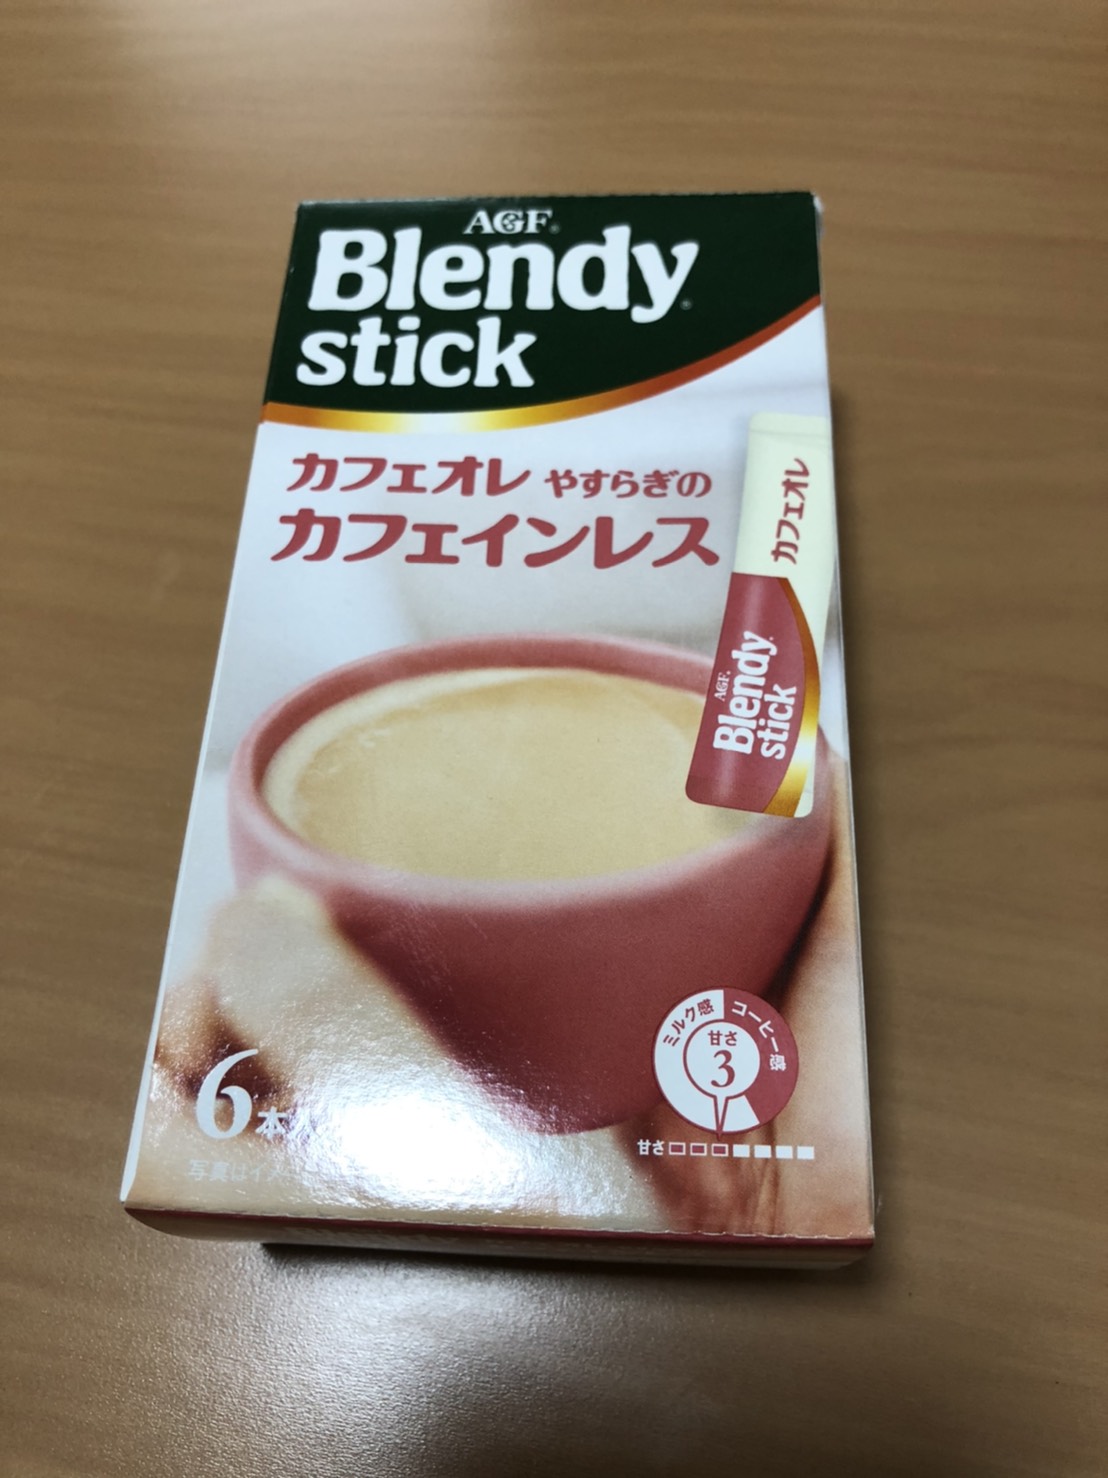 AGF®
Blendy®
stick
カフェオレ やすらぎの
カフェインレス
カフェオレ
AGF®
Blendy®
stick
ミルク感 コーヒー感
甘さ
3
甘さ
6本
写真はイメ